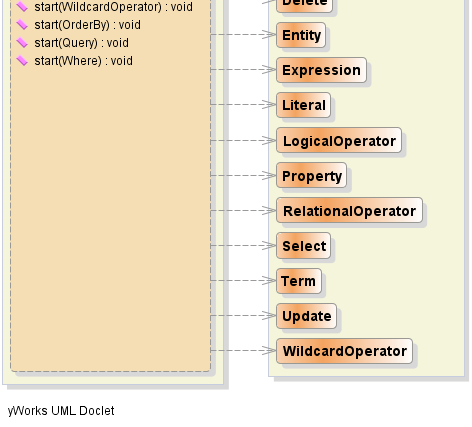 start(WildcardOperator) : void
start(OrderBy) : void
start(Query) : void
start(Where) : void
Delete
Entity
Expression
Literal
LogicalOperator
Property
RelationalOperator
Select
Term
Update
WildcardOperator
yWorks UML Doclet